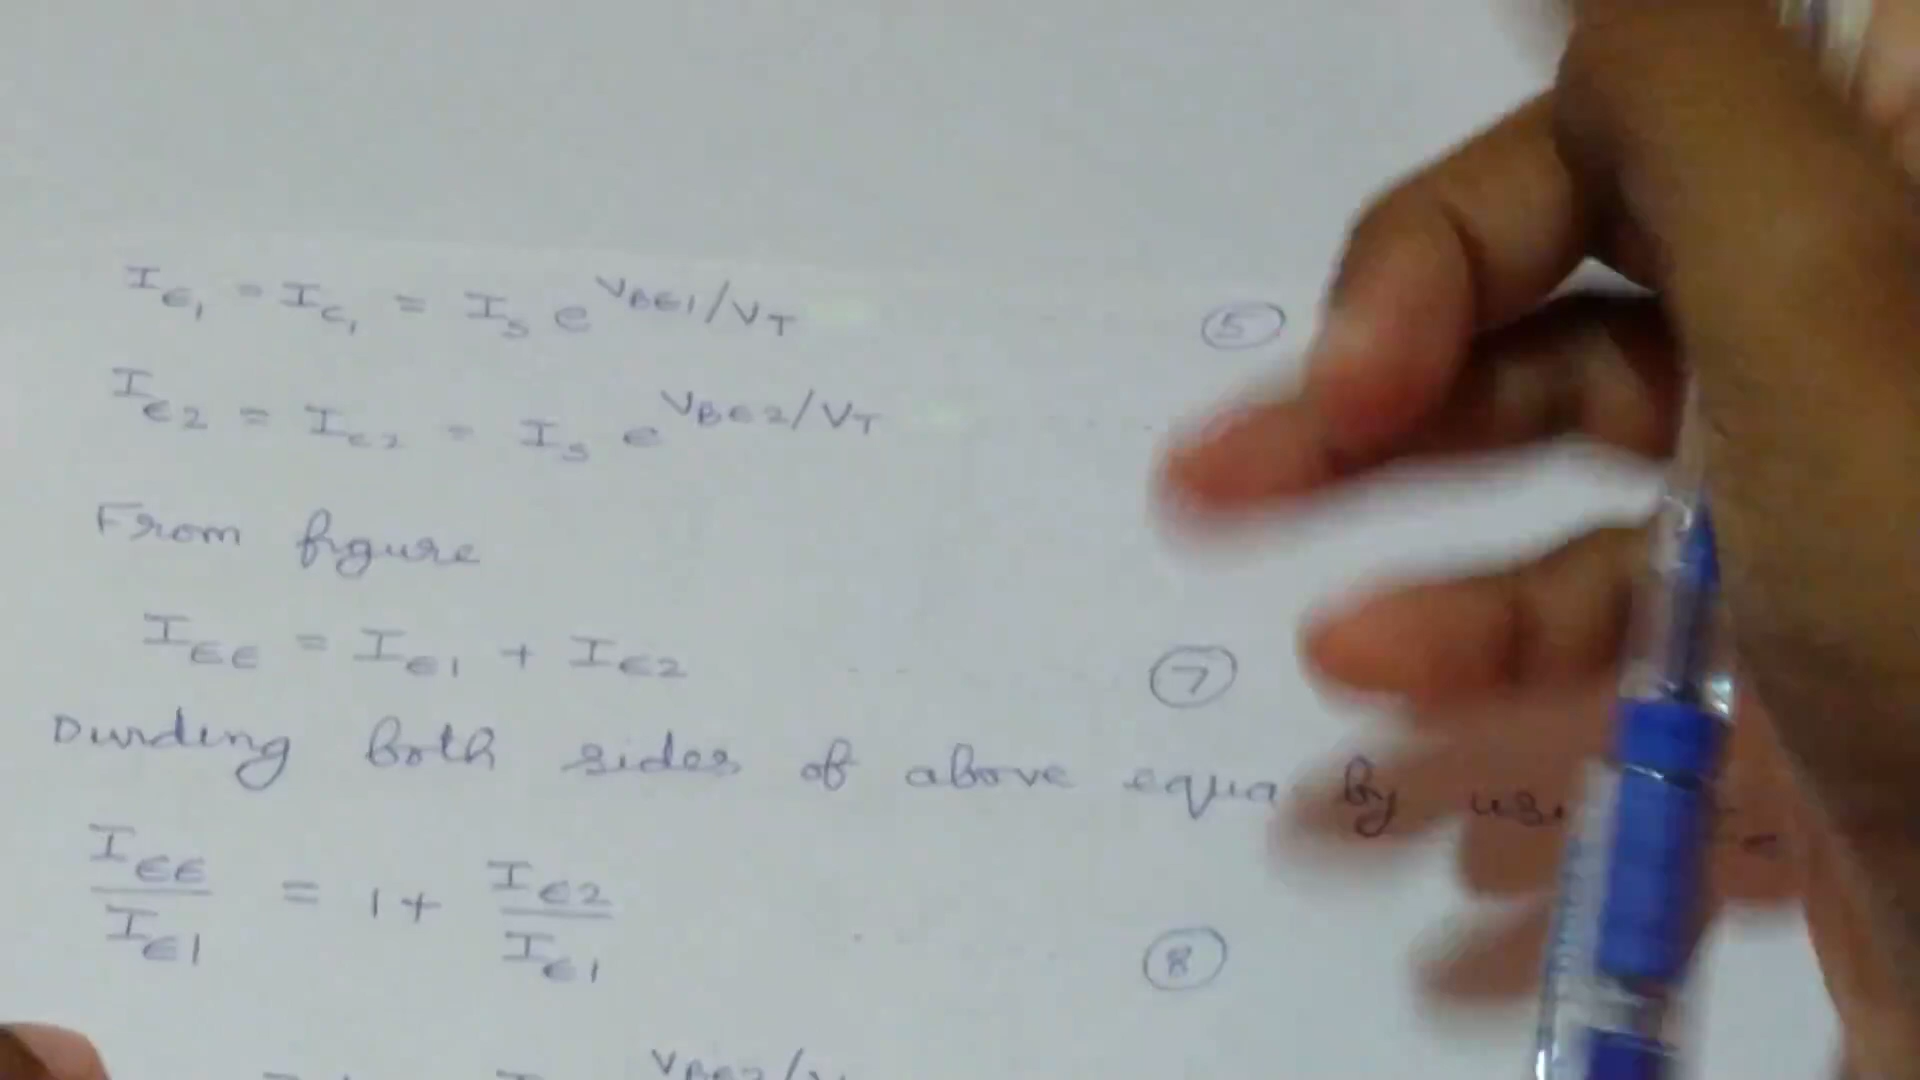 I_E1 = I_C1 = I_S e^VBE1/VT (5)
I_E2 = I_C2 = I_S e^VBE2/VT
From figure
I_EE = I_E1 + I_E2 (7)
Dividing both sides of above equa by
I_EE/I_E1 = 1 + I_E2/I_E1 (8)
VBE2/